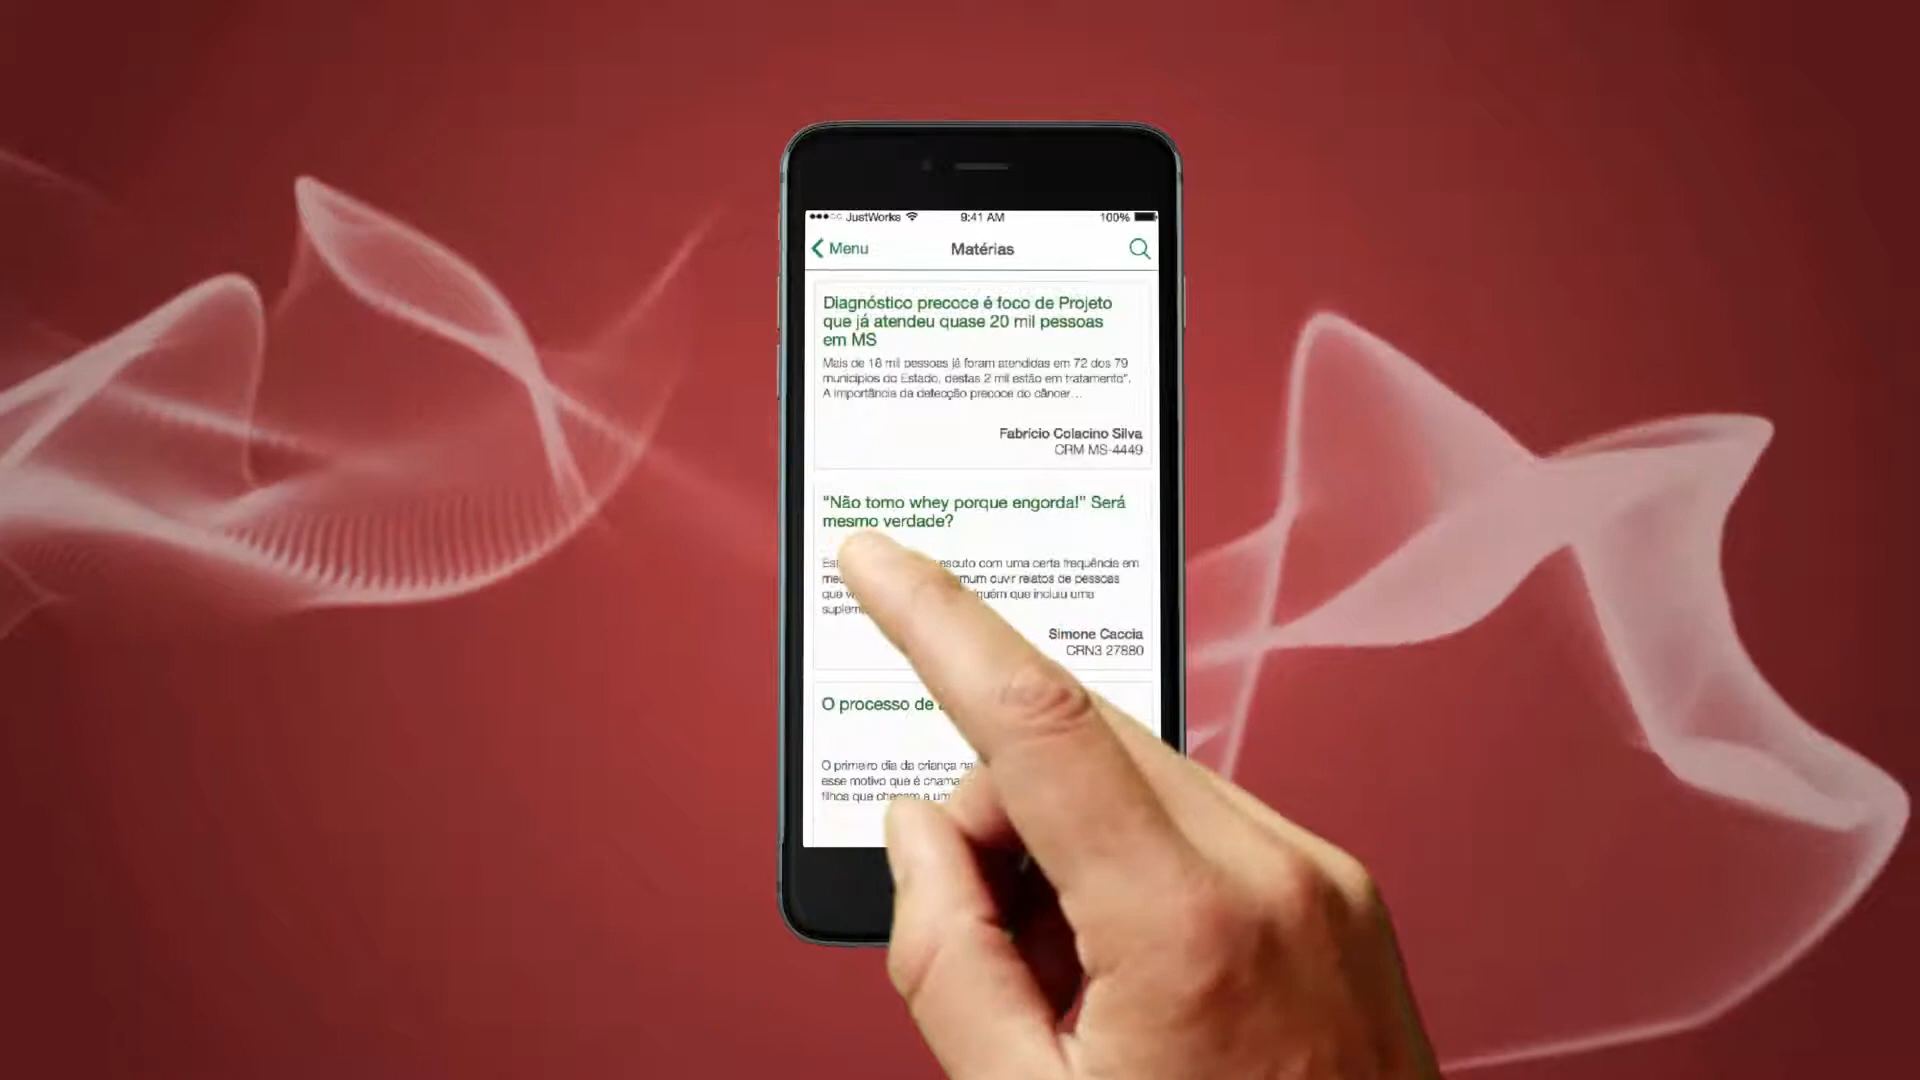 JustWorks 9:41 AM 100%
Menu Matérias
Diagnóstico precoce é foco de Projeto
que já atendeu quase 20 mil pessoas
em MS
Mais de 18 mil pessoas já foram atendidas em 72 dos 79
municípios do Estado, destas 2 mil estão em tratamento".
A importância da detecção precoce do câncer...
Fabricio Colacino Silva
CRM MS-4449
"Não tomo whey porque engorda!" Será
mesmo verdade?
escuto com uma certa frequência em
ouvir relatos de pessoas
que incluiu uma
Simone Caccia
CRN3 27880
O processo de
O primeiro dia da criança na
esse motivo que é
filhos que chegam a um